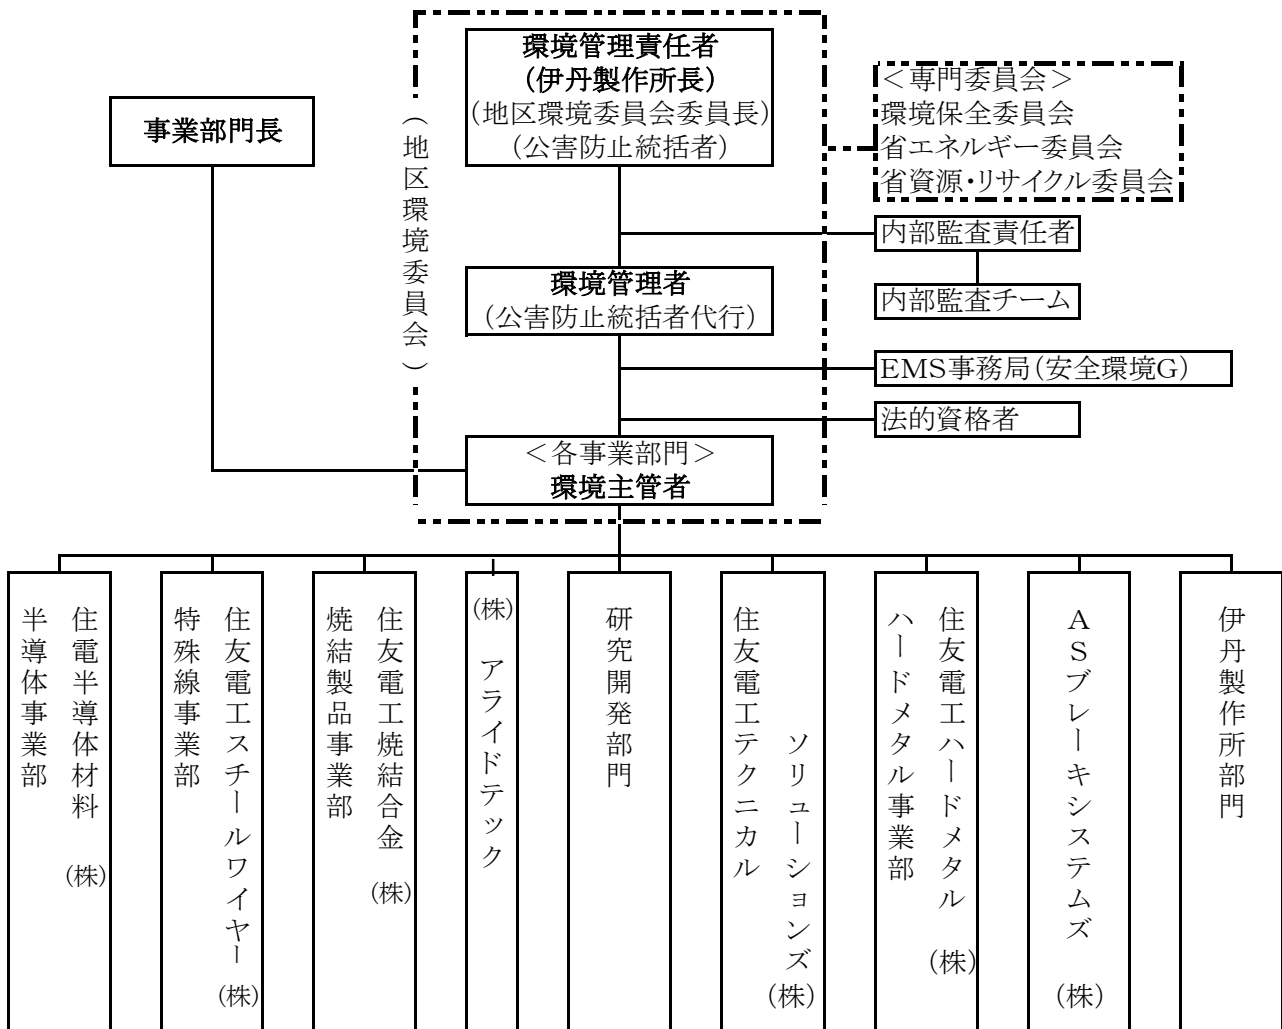 環境管理責任者
(伊丹製作所長)
(地区環境委員会委員長)
(公害防止統括者)
事業部門長
(地区環境委員会)
<専門委員会>
環境保全委員会
省エネルギー委員会
省資源・リサイクル委員会
内部監査責任者
内部監査チーム
環境管理者
(公害防止統括者代行)
EMS事務局(安全環境G)
法的資格者
<各事業部門>
環境主管者
住電半導体材料(株)
半導体事業部
住友電工スチールワイヤー(株)
特殊線事業部
住友電工焼結合金(株)
焼結製品事業部
(株)アライドテック
研究開発部門
住友電工テクニカル
ソリューションズ(株)
住友電工ハードメタル(株)
ハードメタル事業部
ASブレーキシステムズ(株)
伊丹製作所部門